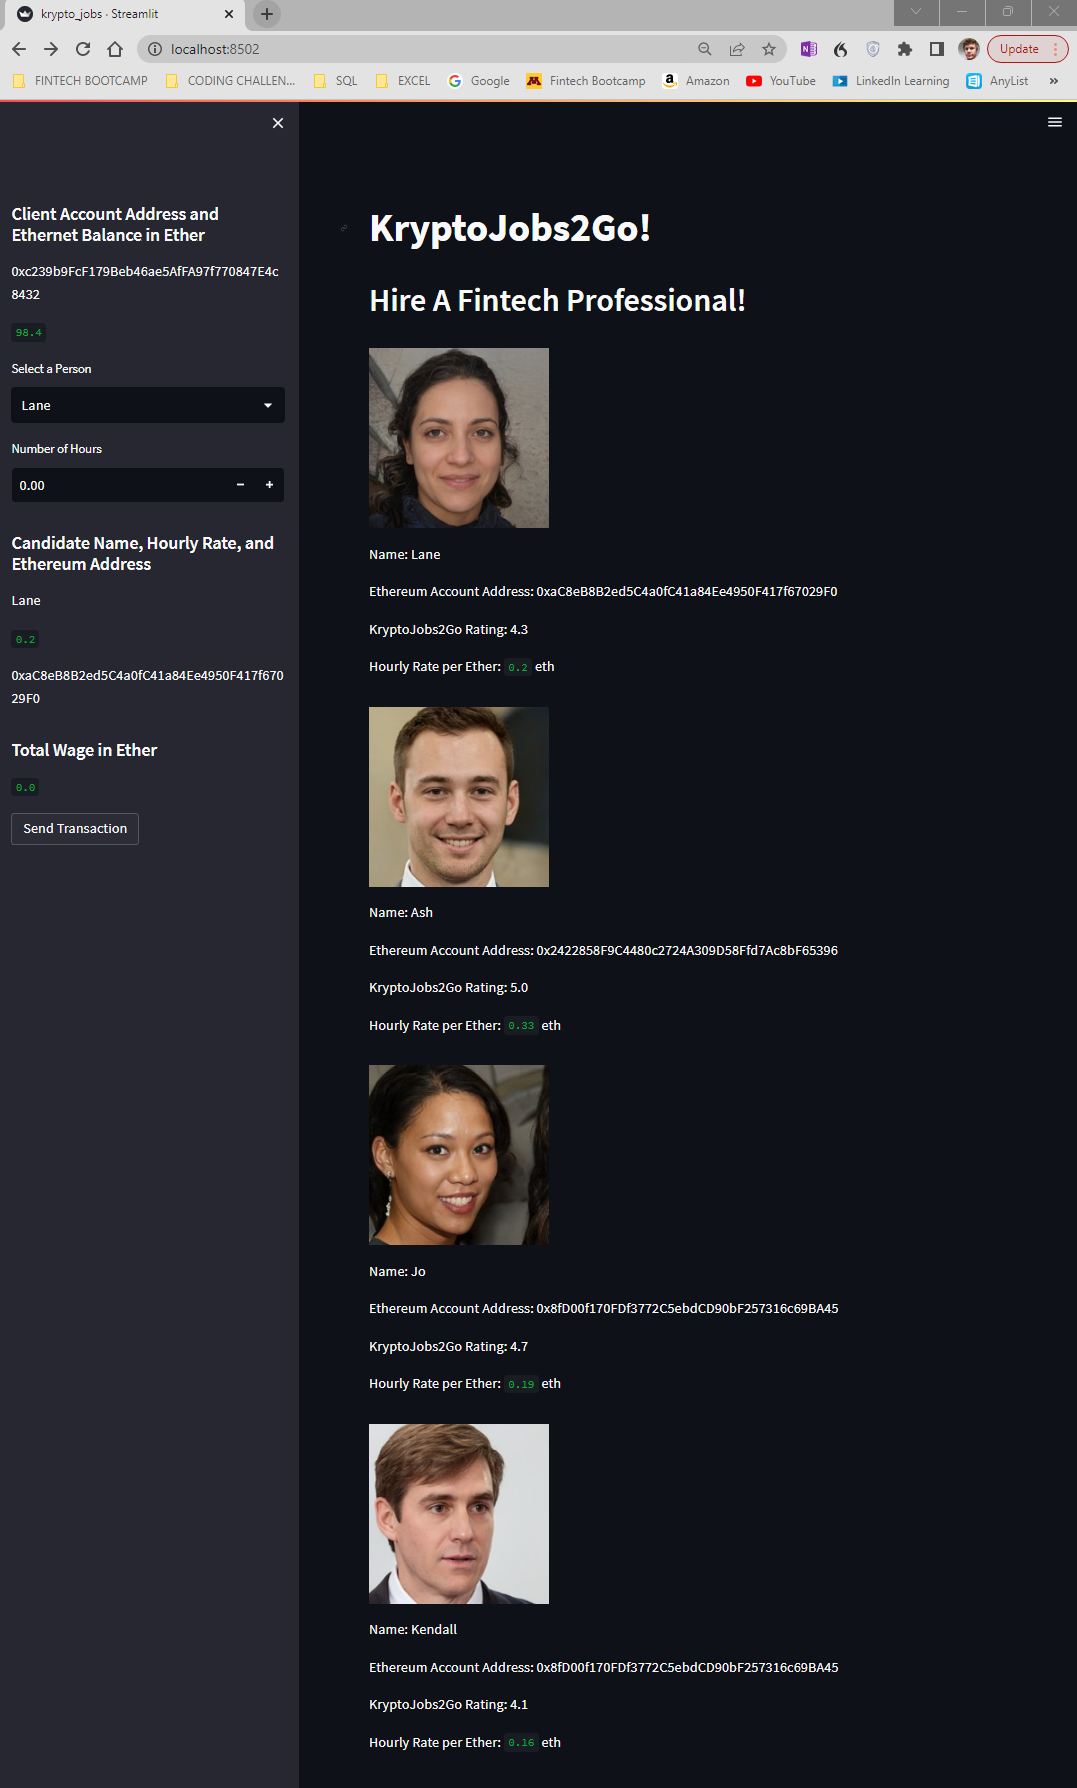 krypto_jobs · Streamlit
localhost:8502
Update
FINTECH BOOTCAMP
CODING CHALLEN...
SQL
EXCEL
Google
Fintech Bootcamp
Amazon
YouTube
LinkedIn Learning
AnyList
»
Client Account Address and
Ethernet Balance in Ether
0xc239b9FcF179Beb46ae5AfFA97f770847E4c
8432
98.4
Select a Person
Lane
Number of Hours
0.00
Candidate Name, Hourly Rate, and
Ethereum Address
Lane
0.2
0xaC8eB8B2ed5C4a0fC41a84Ee4950F417f670
29F0
Total Wage in Ether
0.0
Send Transaction
KryptoJobs2Go!
Hire A Fintech Professional!
Name: Lane
Ethereum Account Address: 0xaC8eB8B2ed5C4a0fC41a84Ee4950F417f67029F0
KryptoJobs2Go Rating: 4.3
Hourly Rate per Ether: 0.2 eth
Name: Ash
Ethereum Account Address: 0x2422858F9C4480c2724A309D58Ffd7Ac8bF65396
KryptoJobs2Go Rating: 5.0
Hourly Rate per Ether: 0.33 eth
Name: Jo
Ethereum Account Address: 0x8fD00f170FDf3772C5ebdCD90bF257316c69BA45
KryptoJobs2Go Rating: 4.7
Hourly Rate per Ether: 0.19 eth
Name: Kendall
Ethereum Account Address: 0x8fD00f170FDf3772C5ebdCD90bF257316c69BA45
KryptoJobs2Go Rating: 4.1
Hourly Rate per Ether: 0.16 eth